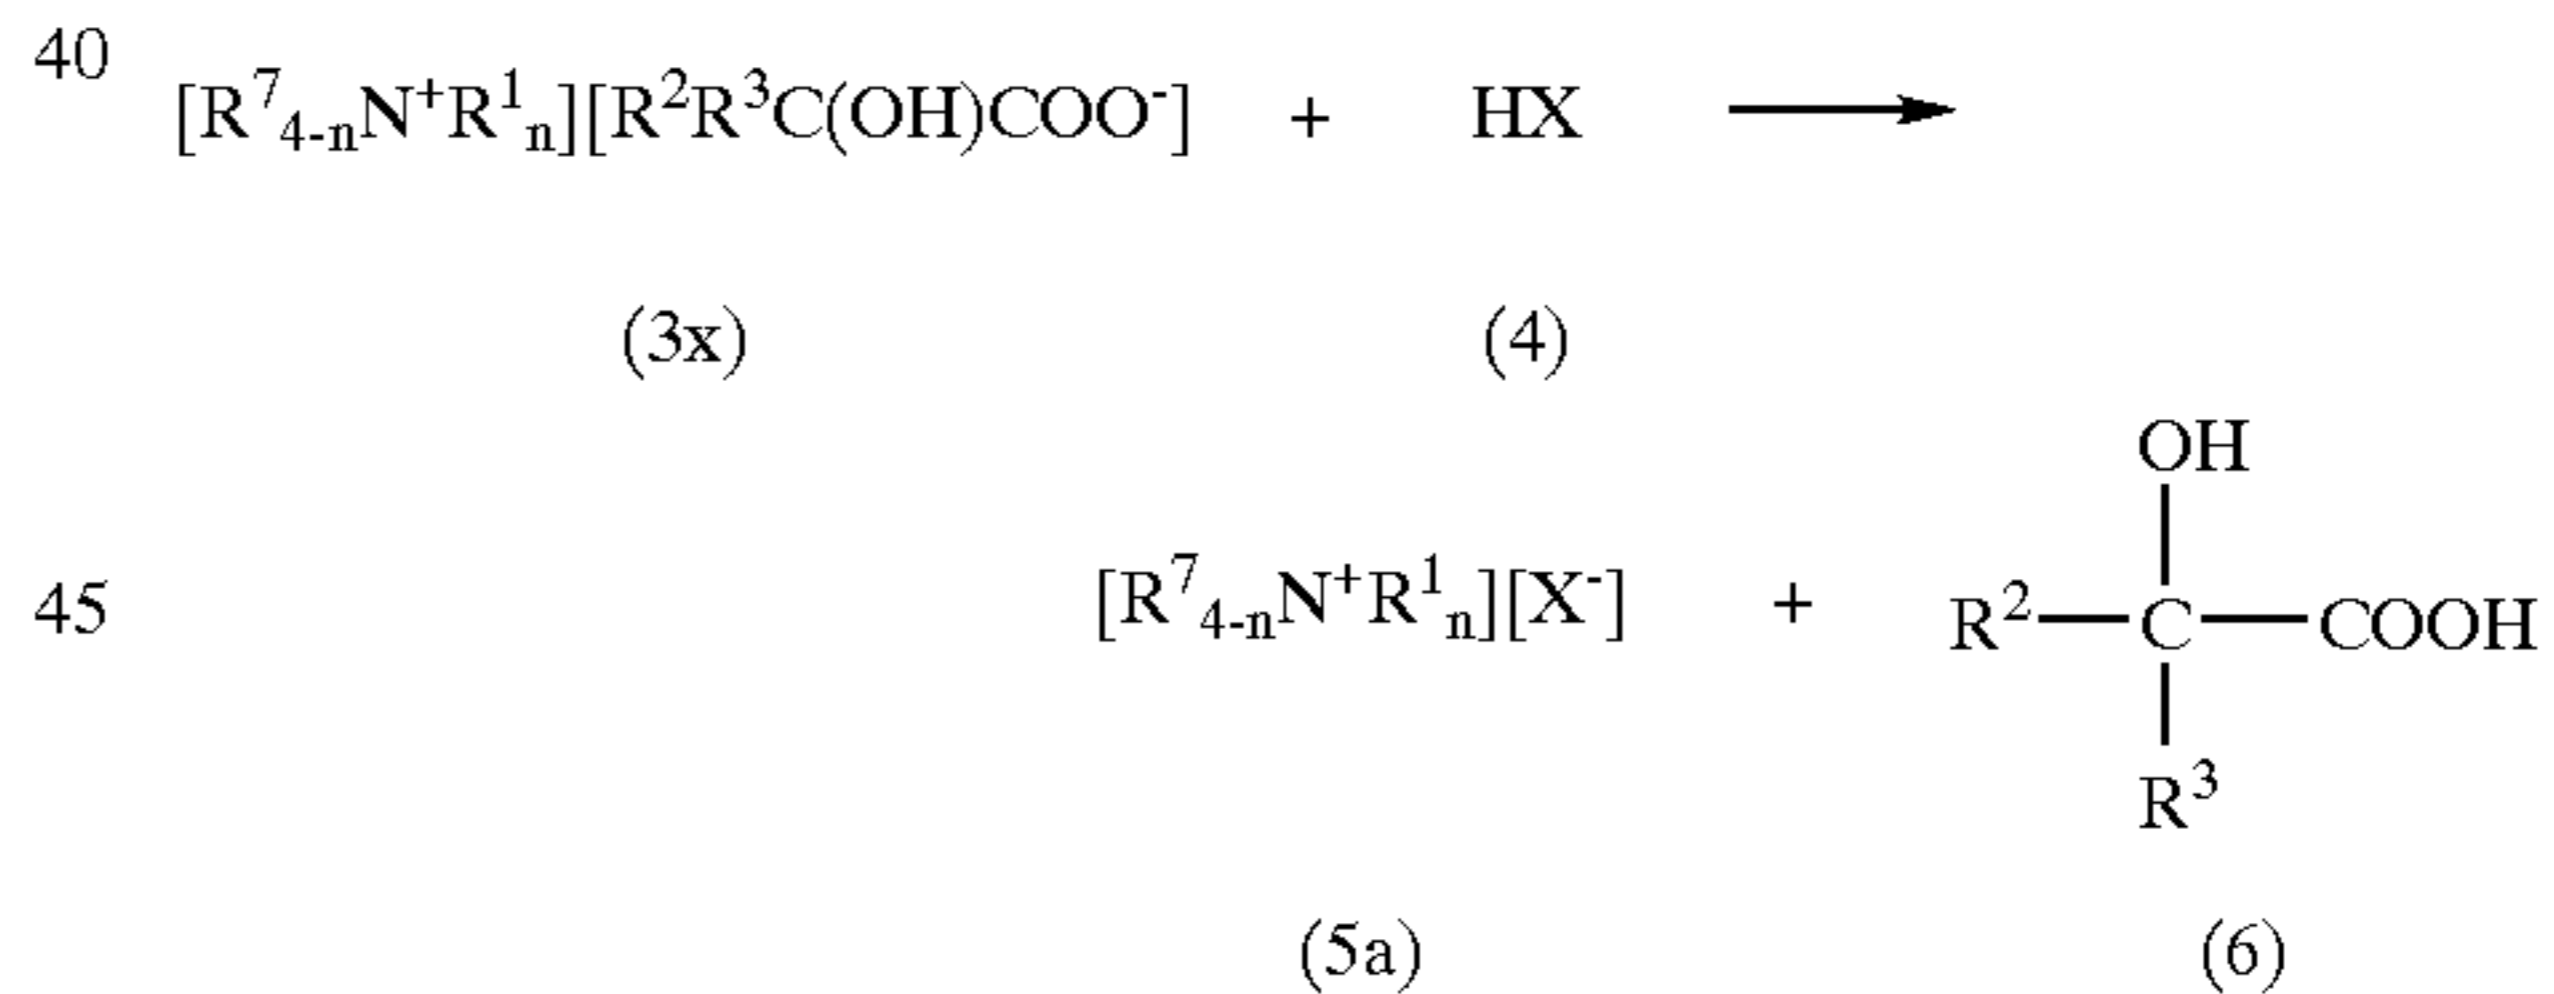 40
[R⁷₄₋ₙN⁺R¹ₙ][R²R³C(OH)COO⁻] + HX ⟶
(3x) (4)
OH
45 [R⁷₄₋ₙN⁺R¹ₙ][X⁻] + R²—C—COOH
R³
(5a) (6)